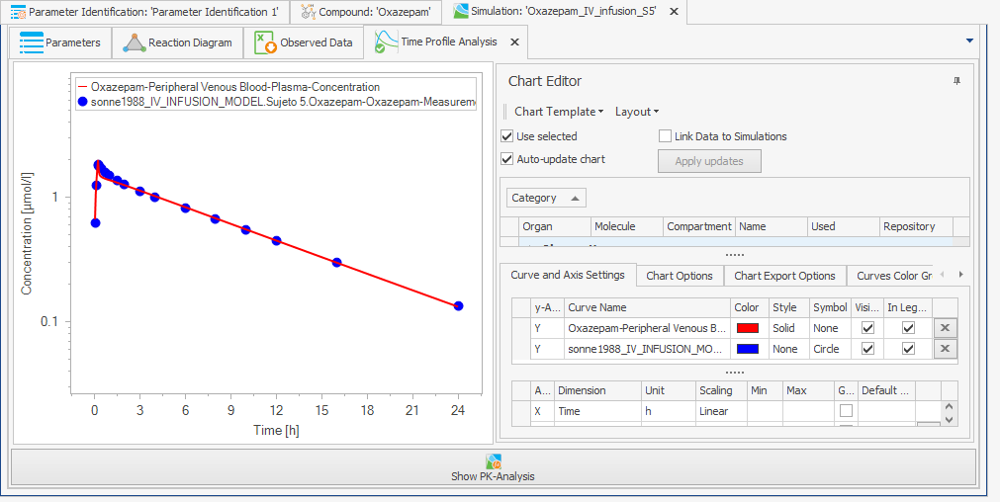 Parameter Identification: 'Parameter Identification 1'
Compound: 'Oxazepam'
Simulation: 'Oxazepam_IV_infusion_S5'
Parameters
Reaction Diagram
Observed Data
Time Profile Analysis
Oxazepam-Peripheral Venous Blood-Plasma-Concentration
sonne1988_IV_INFUSION_MODEL.Sujeto 5.Oxazepam-Oxazepam-Measureme
Concentration [µmol/l]
1
0.1
0 3 6 9 12 15 18 21 24
Time [h]
Chart Editor
Chart Template
Layout
Use selected
Link Data to Simulations
Auto-update chart
Apply updates
Category
Organ Molecule Compartment Name Used Repository
Curve and Axis Settings
Chart Options
Chart Export Options
Curves Color Gr
y-A... Curve Name Color Style Symbol Visi... In Leg...
Y Oxazepam-Peripheral Venous B... Solid None
Y sonne1988_IV_INFUSION_MO... None Circle
A... Dimension Unit Scaling Min Max G... Default ...
X Time h Linear
Show PK-Analysis